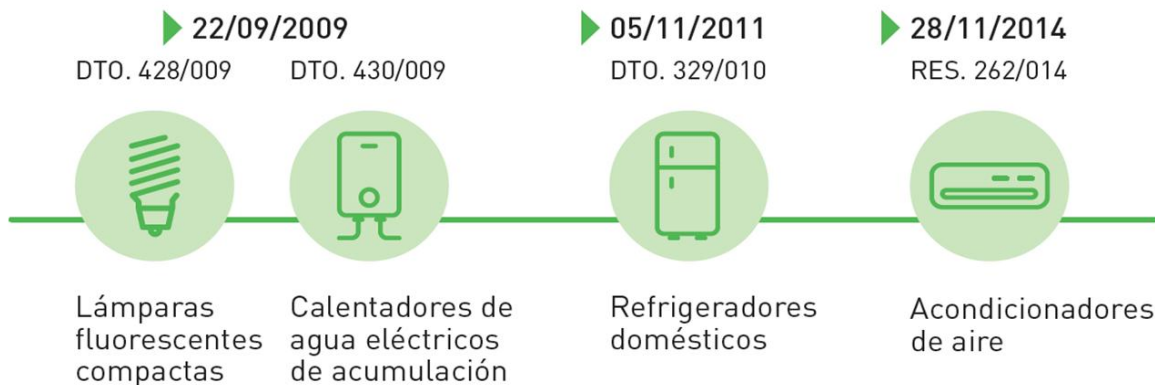 22/09/2009
DTO. 428/009
DTO. 430/009
05/11/2011
DTO. 329/010
28/11/2014
RES. 262/014
Lámparas
fluorescentes
compactas
Calentadores de
agua eléctricos
de acumulación
Refrigeradores
domésticos
Acondicionadores
de aire